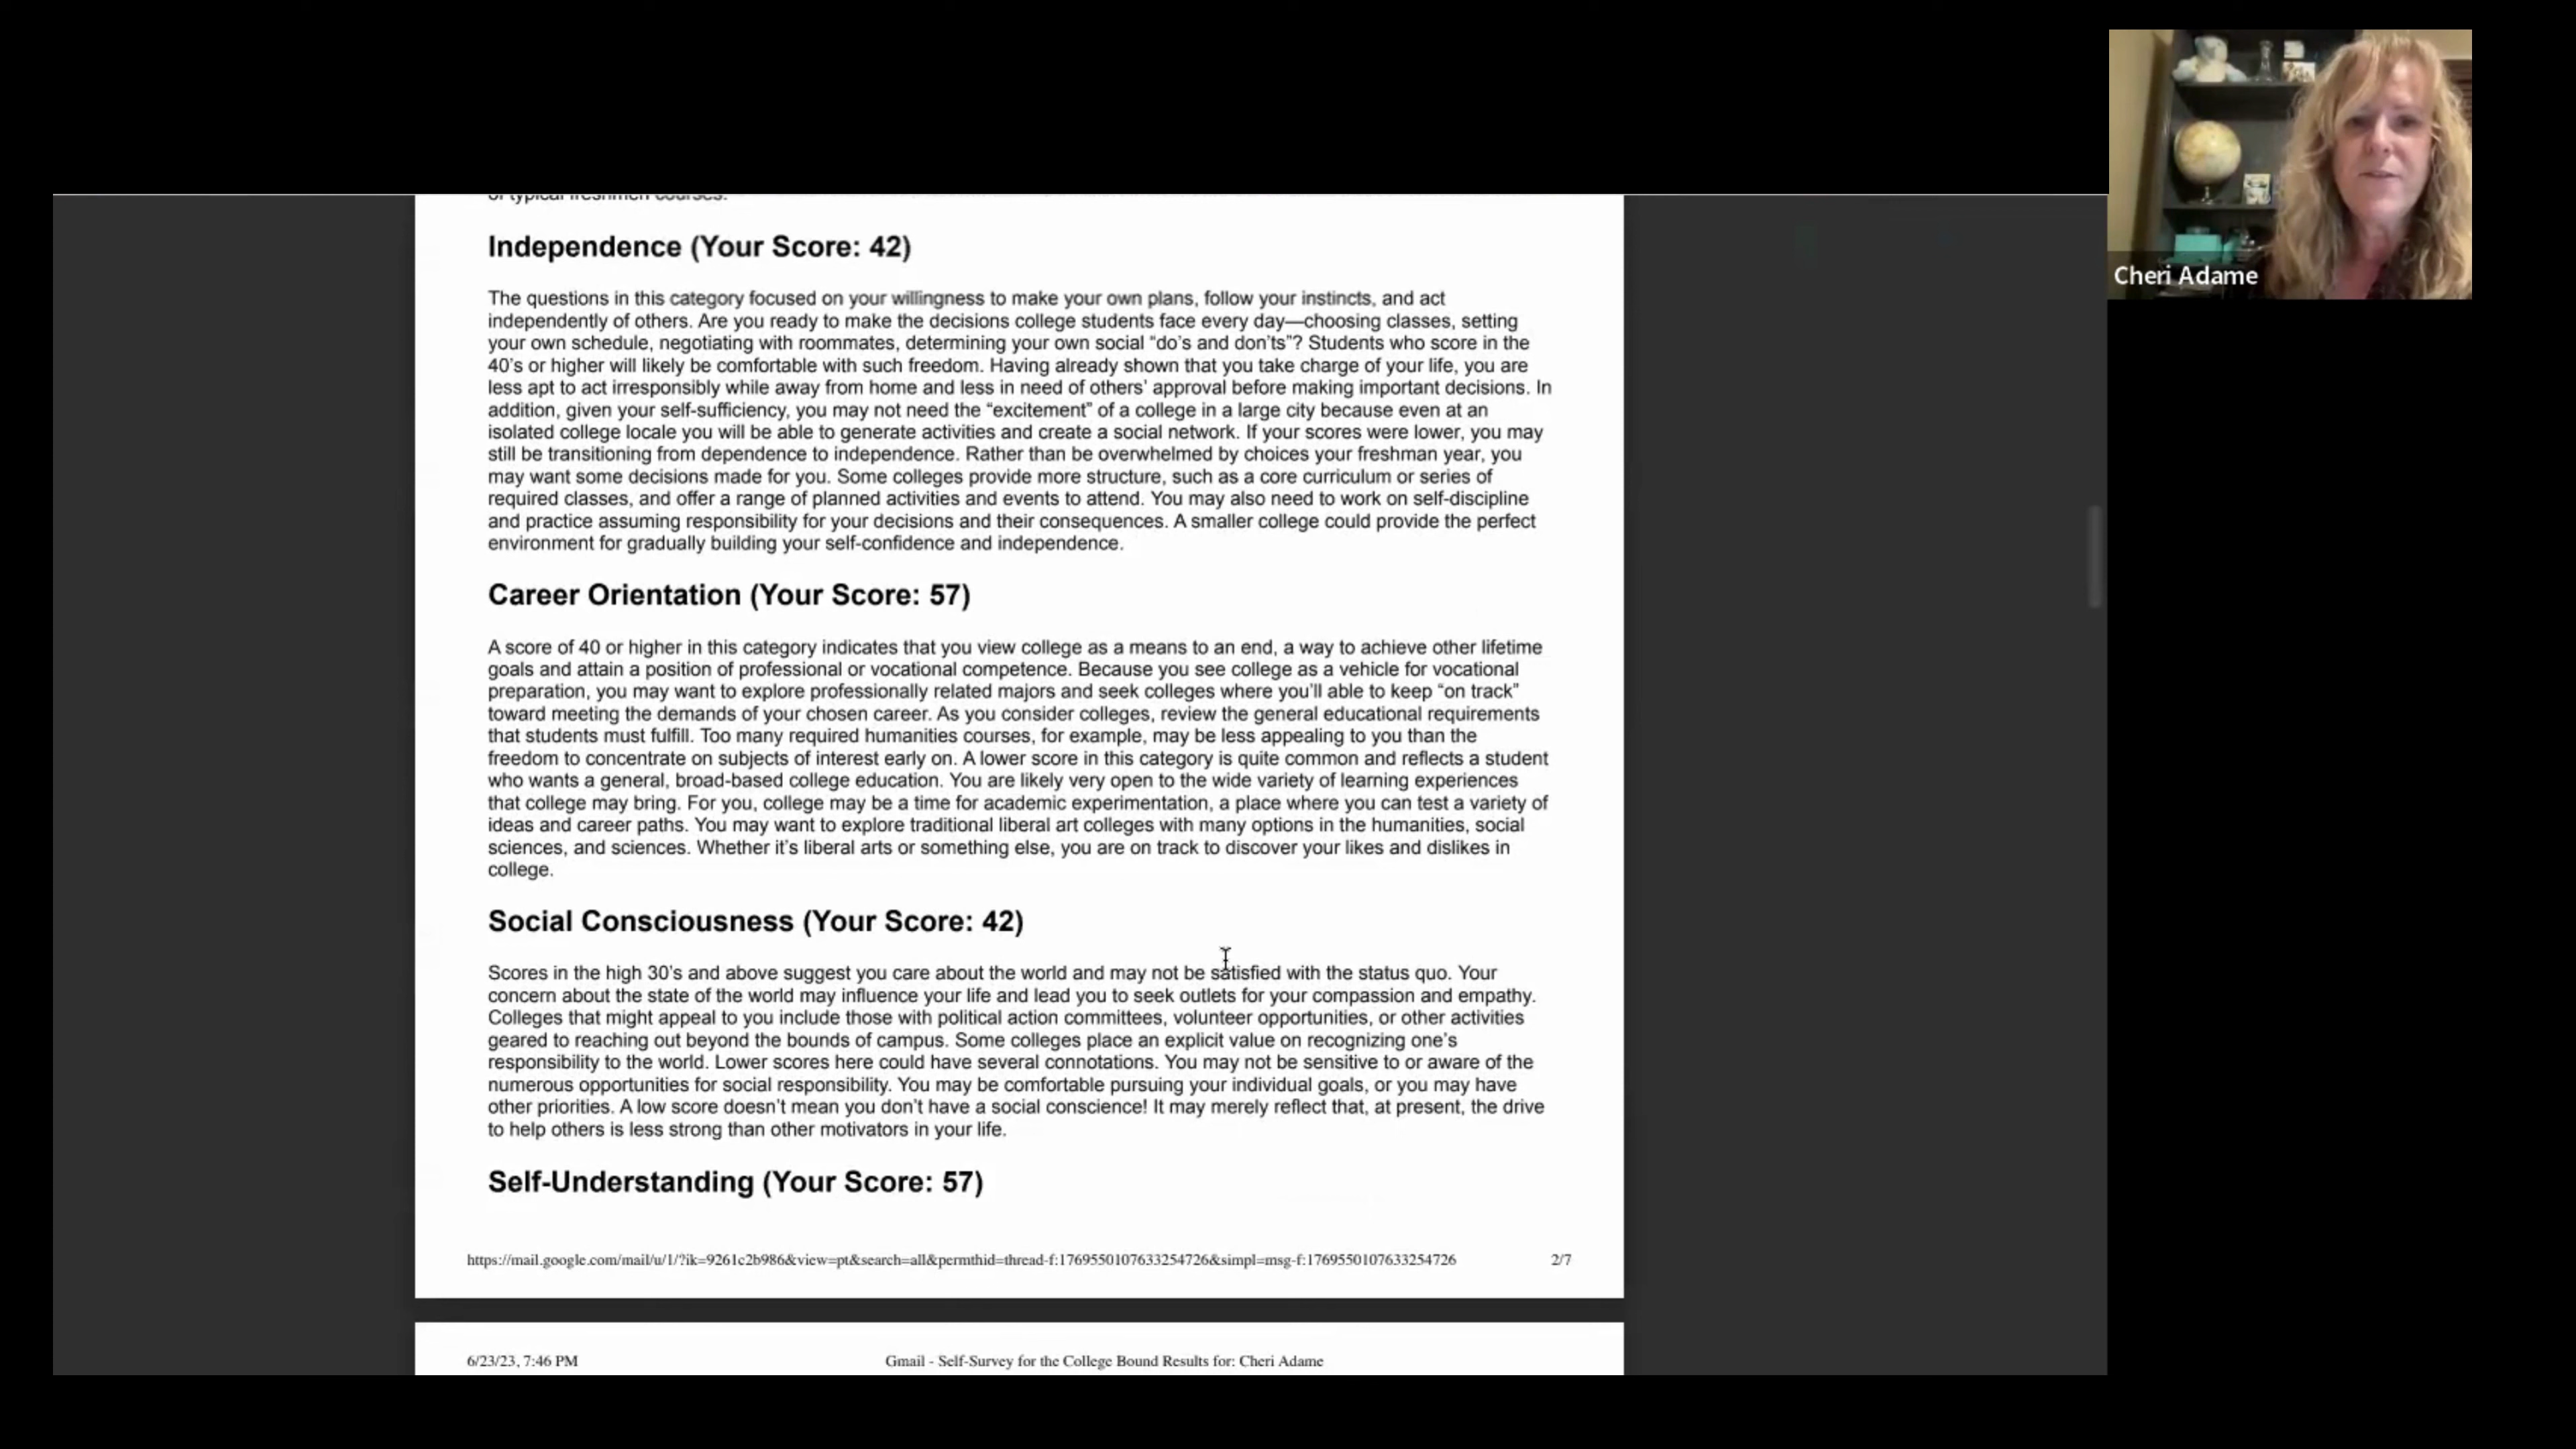 of typical freshmen courses.
Independence (Your Score: 42)
The questions in this category focused on your willingness to make your own plans, follow your instincts, and act
independently of others. Are you ready to make the decisions college students face every day—choosing classes, setting
your own schedule, negotiating with roommates, determining your own social “do’s and don’ts”? Students who score in the
40’s or higher will likely be comfortable with such freedom. Having already shown that you take charge of your life, you are
less apt to act irresponsibly while away from home and less in need of others’ approval before making important decisions. In
addition, given your self-sufficiency, you may not need the “excitement” of a college in a large city because even at an
isolated college locale you will be able to generate activities and create a social network. If your scores were lower, you may
still be transitioning from dependence to independence. Rather than be overwhelmed by choices your freshman year, you
may want some decisions made for you. Some colleges provide more structure, such as a core curriculum or series of
required classes, and offer a range of planned activities and events to attend. You may also need to work on self-discipline
and practice assuming responsibility for your decisions and their consequences. A smaller college could provide the perfect
environment for gradually building your self-confidence and independence.
Career Orientation (Your Score: 57)
A score of 40 or higher in this category indicates that you view college as a means to an end, a way to achieve other lifetime
goals and attain a position of professional or vocational competence. Because you see college as a vehicle for vocational
preparation, you may want to explore professionally related majors and seek colleges where you’ll able to keep “on track”
toward meeting the demands of your chosen career. As you consider colleges, review the general educational requirements
that students must fulfill. Too many required humanities courses, for example, may be less appealing to you than the
freedom to concentrate on subjects of interest early on. A lower score in this category is quite common and reflects a student
who wants a general, broad-based college education. You are likely very open to the wide variety of learning experiences
that college may bring. For you, college may be a time for academic experimentation, a place where you can test a variety of
ideas and career paths. You may want to explore traditional liberal art colleges with many options in the humanities, social
sciences, and sciences. Whether it’s liberal arts or something else, you are on track to discover your likes and dislikes in
college.
Social Consciousness (Your Score: 42)
Scores in the high 30’s and above suggest you care about the world and may not be satisfied with the status quo. Your
concern about the state of the world may influence your life and lead you to seek outlets for your compassion and empathy.
Colleges that might appeal to you include those with political action committees, volunteer opportunities, or other activities
geared to reaching out beyond the bounds of campus. Some colleges place an explicit value on recognizing one’s
responsibility to the world. Lower scores here could have several connotations. You may not be sensitive to or aware of the
numerous opportunities for social responsibility. You may be comfortable pursuing your individual goals, or you may have
other priorities. A low score doesn’t mean you don’t have a social conscience! It may merely reflect that, at present, the drive
to help others is less strong than other motivators in your life.
Self-Understanding (Your Score: 57)
https://mail.google.com/mail/u/1/?ik=9261c2b986&view=pt&search=all&permthid=thread-f:1769550107633254726&simpl=msg-f:1769550107633254726 2/7
6/23/23, 7:46 PM Gmail - Self-Survey for the College Bound Results for: Cheri Adame
Cheri Adame